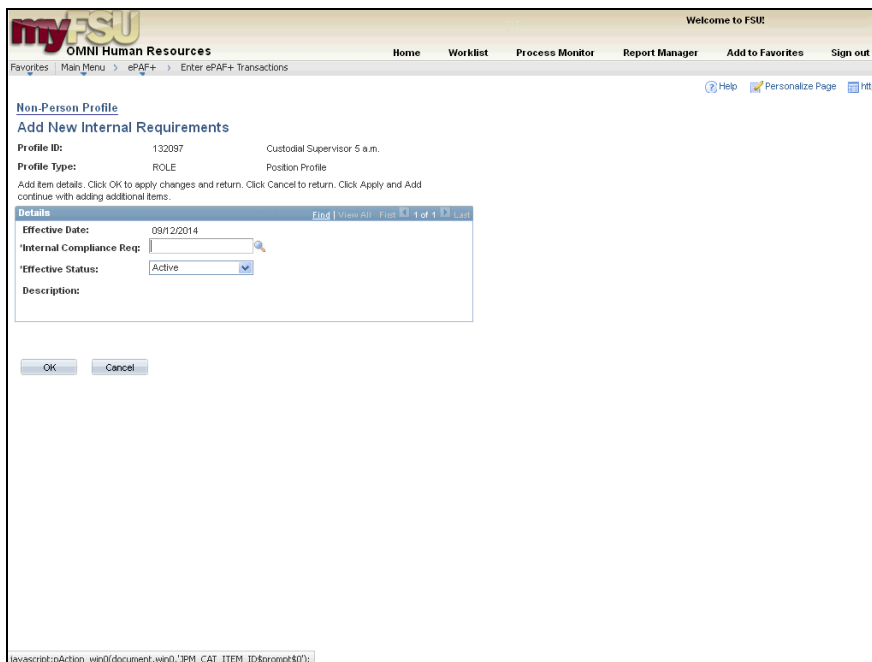 myFSU
Welcome to FSU!
OMNI Human Resources
Home Worklist Process Monitor Report Manager Add to Favorites Sign out
Favorites Main Menu > ePAF+ > Enter ePAF+ Transactions
Help Personalize Page htt
Non-Person Profile
Add New Internal Requirements
Profile ID: 132097 Custodial Supervisor 5 a.m.
Profile Type: ROLE Position Profile
Add item details. Click OK to apply changes and return. Click Cancel to return. Click Apply and Add
continue with adding additional items.
Details Find | View All First 1 of 1 Last
Effective Date: 09/12/2014
*Internal Compliance Req:
*Effective Status: Active
Description:
OK Cancel
javascript:pAction_win0(document.win0,'JPM_CAT_ITEM_ID$prompt$0');